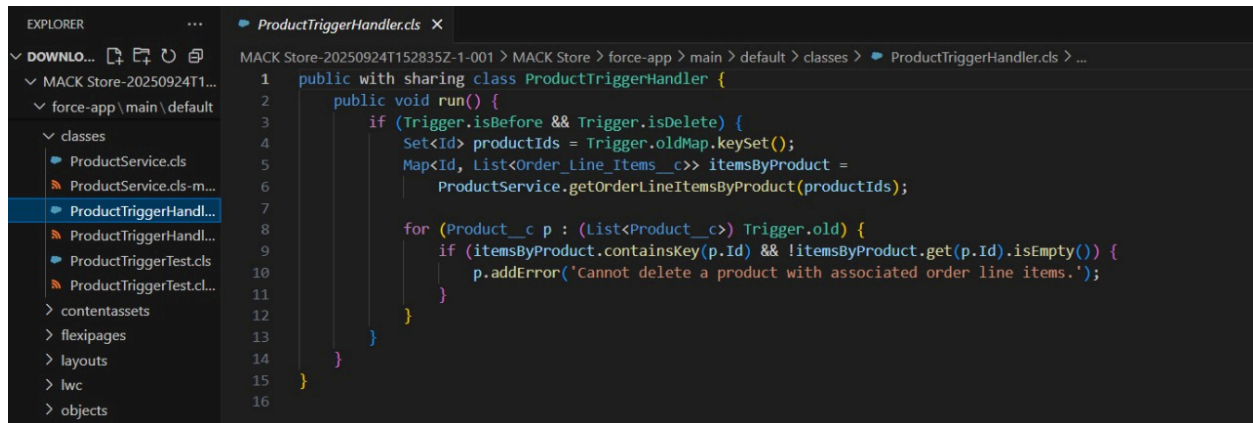 EXPLORER
...
DOWNLO...
MACK Store-20250924T1...
force-app\main\default
classes
ProductService.cls
ProductService.cls-m...
ProductTriggerHandl...
ProductTriggerHandl...
ProductTriggerTest.cls
ProductTriggerTest.cl...
contentassets
flexipages
layouts
lwc
objects
ProductTriggerHandler.cls
MACK Store-20250924T152835Z-1-001 > MACK Store > force-app > main > default > classes > ProductTriggerHandler.cls > ...
1 public with sharing class ProductTriggerHandler {
2     public void run() {
3         if (Trigger.isBefore && Trigger.isDelete) {
4             Set<Id> productIds = Trigger.oldMap.keySet();
5             Map<Id, List<Order_Line_Items__c>> itemsByProduct =
6                 ProductService.getOrderLineItemsByProduct(productIds);
7
8             for (Product__c p : (List<Product__c>) Trigger.old) {
9                 if (itemsByProduct.containsKey(p.Id) && !itemsByProduct.get(p.Id).isEmpty()) {
10                     p.addError('Cannot delete a product with associated order line items.');
11                 }
12             }
13         }
14     }
15 }
16